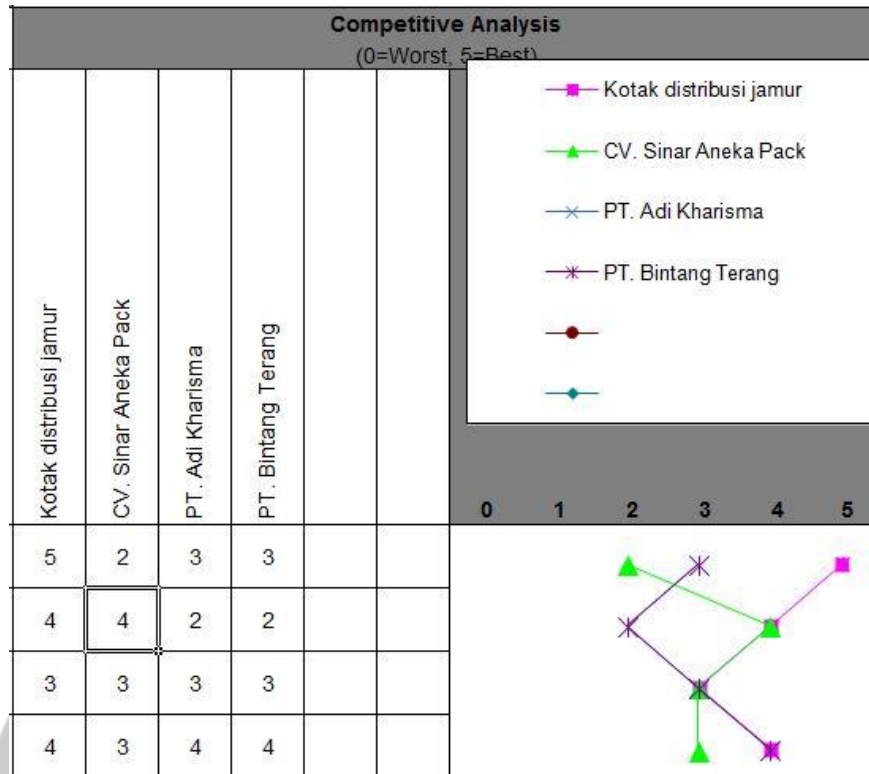 Competitive Analysis
(0=Worst, 5=Best)
Kotak distribusi jamur
CV. Sinar Aneka Pack
PT. Adi Kharisma
PT. Bintang Terang
Kotak distribusi jamur
CV. Sinar Aneka Pack
PT. Adi Kharisma
PT. Bintang Terang
0 1 2 3 4 5
5 2 3 3
4 4 2 2
3 3 3 3
4 3 4 4